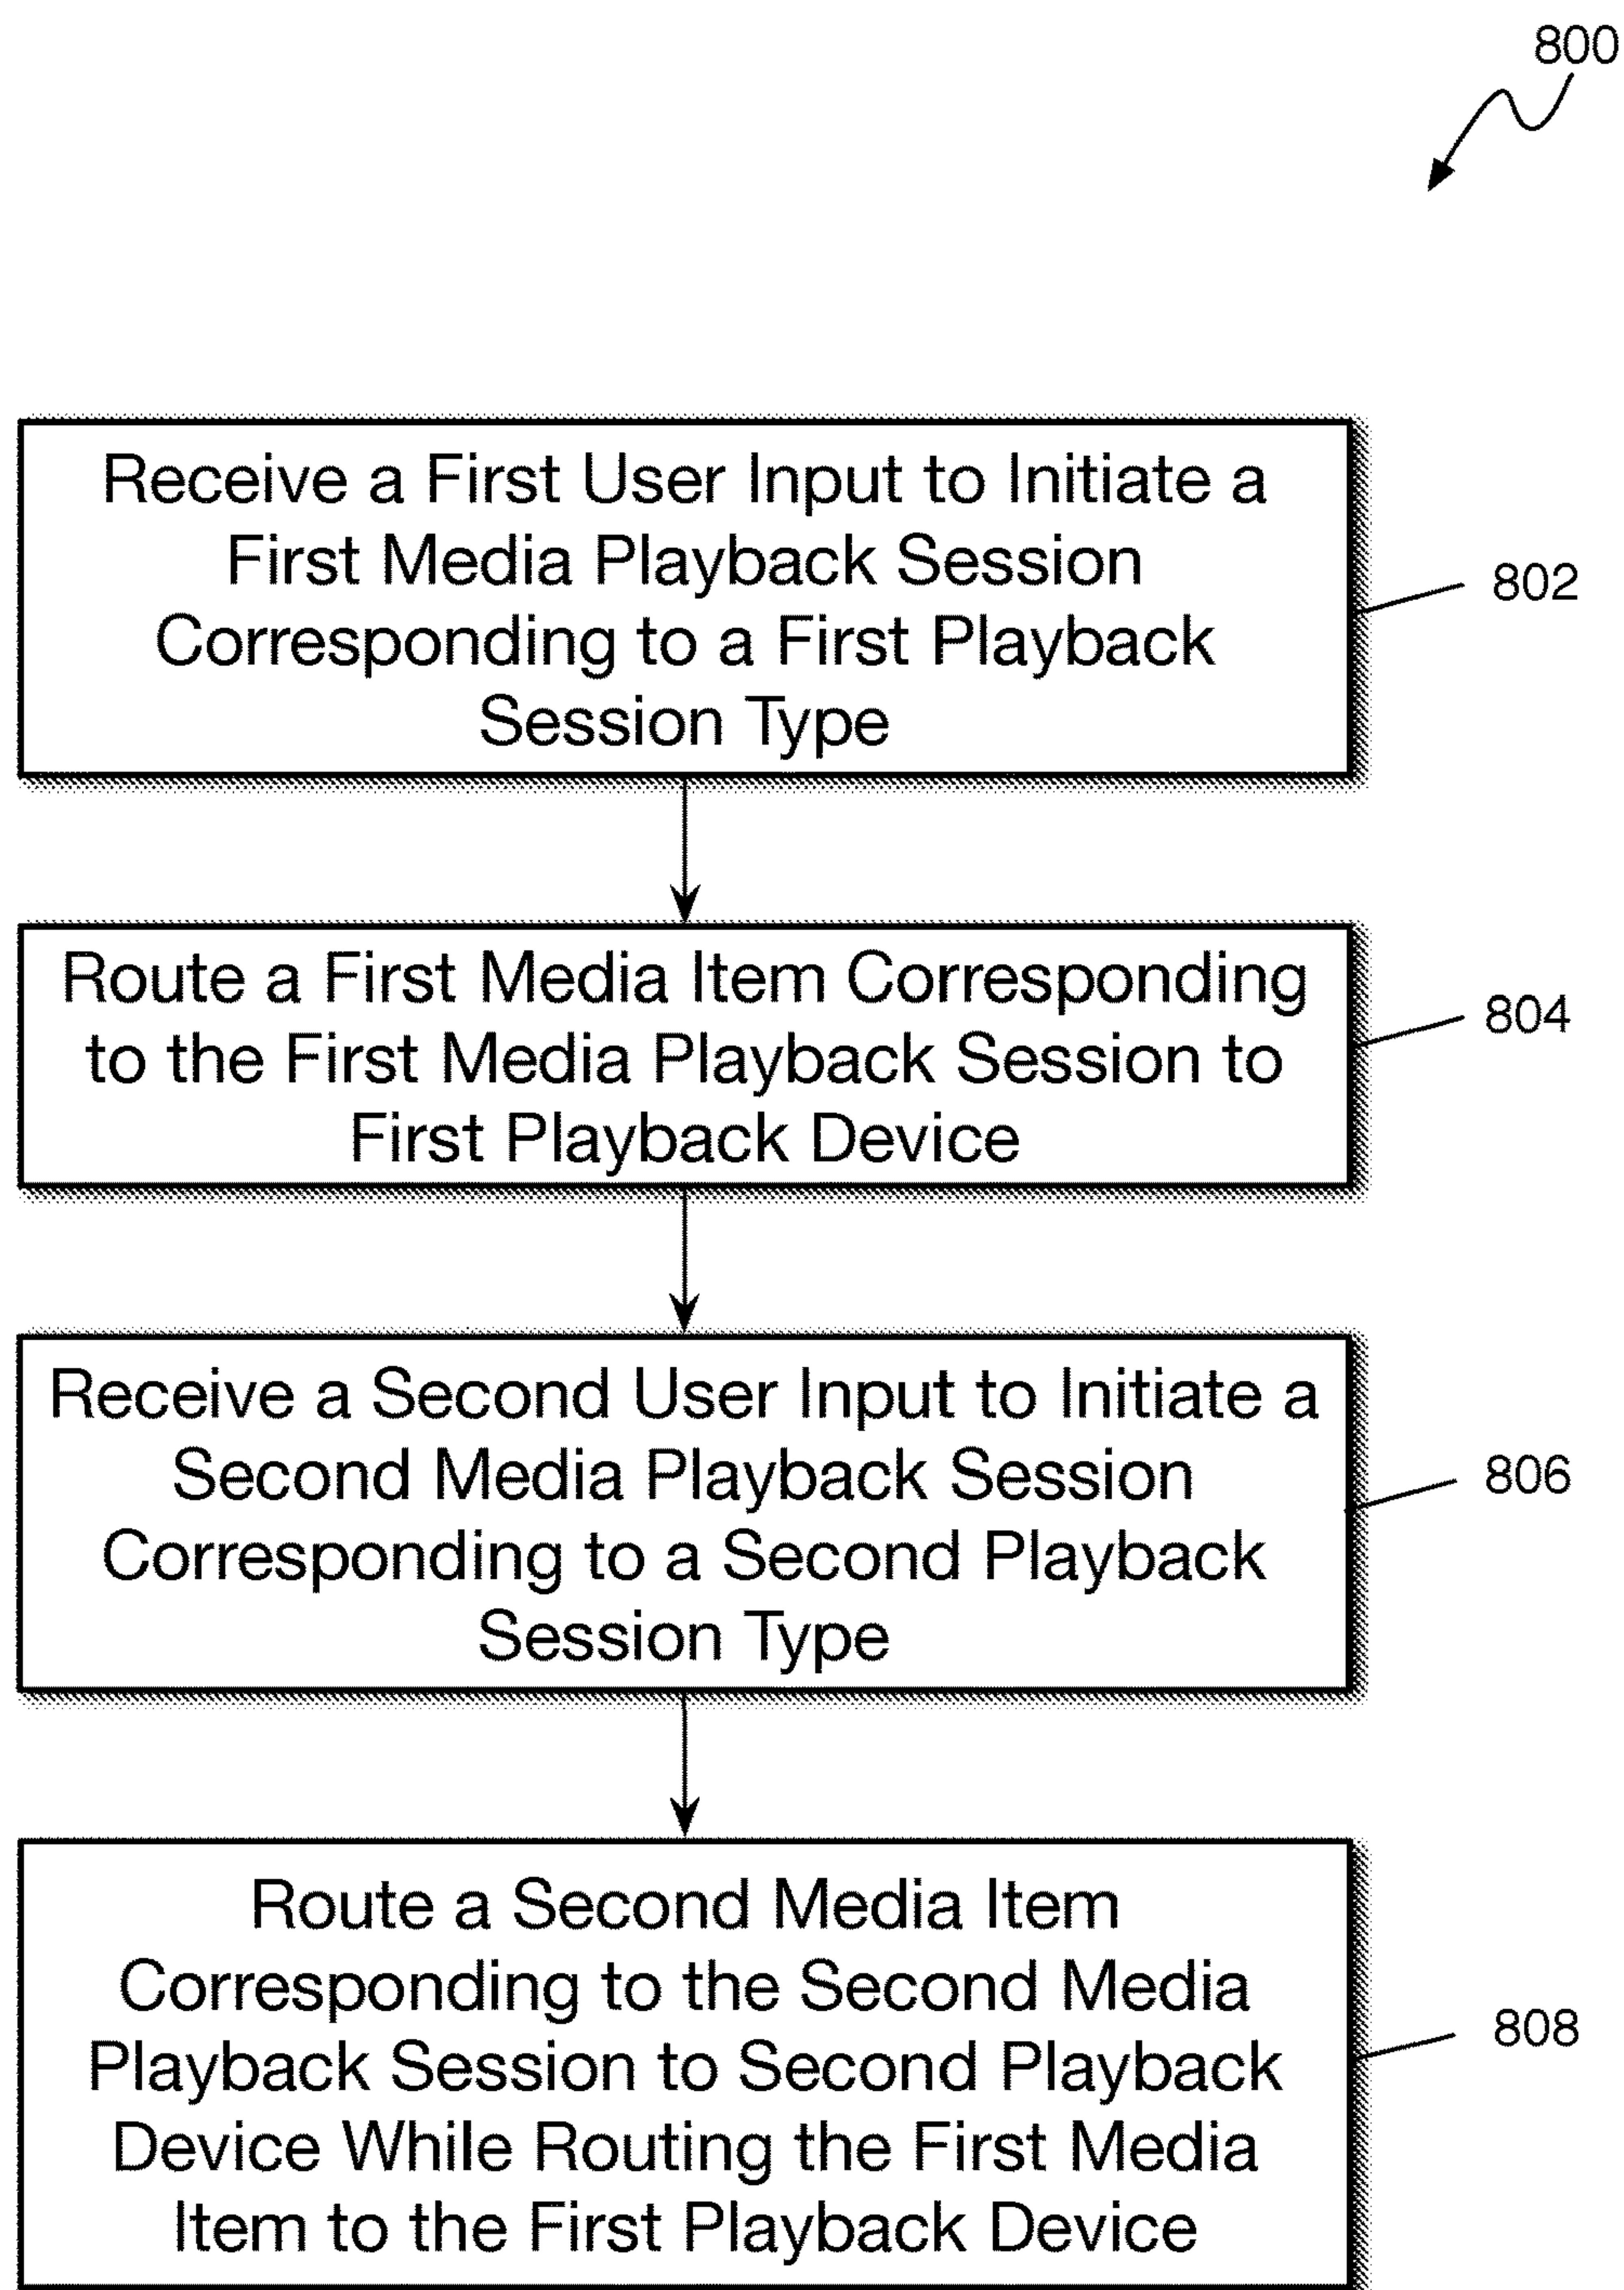 800
Receive a First User Input to Initiate a
First Media Playback Session
Corresponding to a First Playback
Session Type
802
Route a First Media Item Corresponding
to the First Media Playback Session to
First Playback Device
804
Receive a Second User Input to Initiate a
Second Media Playback Session
Corresponding to a Second Playback
Session Type
806
Route a Second Media Item
Corresponding to the Second Media
Playback Session to Second Playback
Device While Routing the First Media
Item to the First Playback Device
808